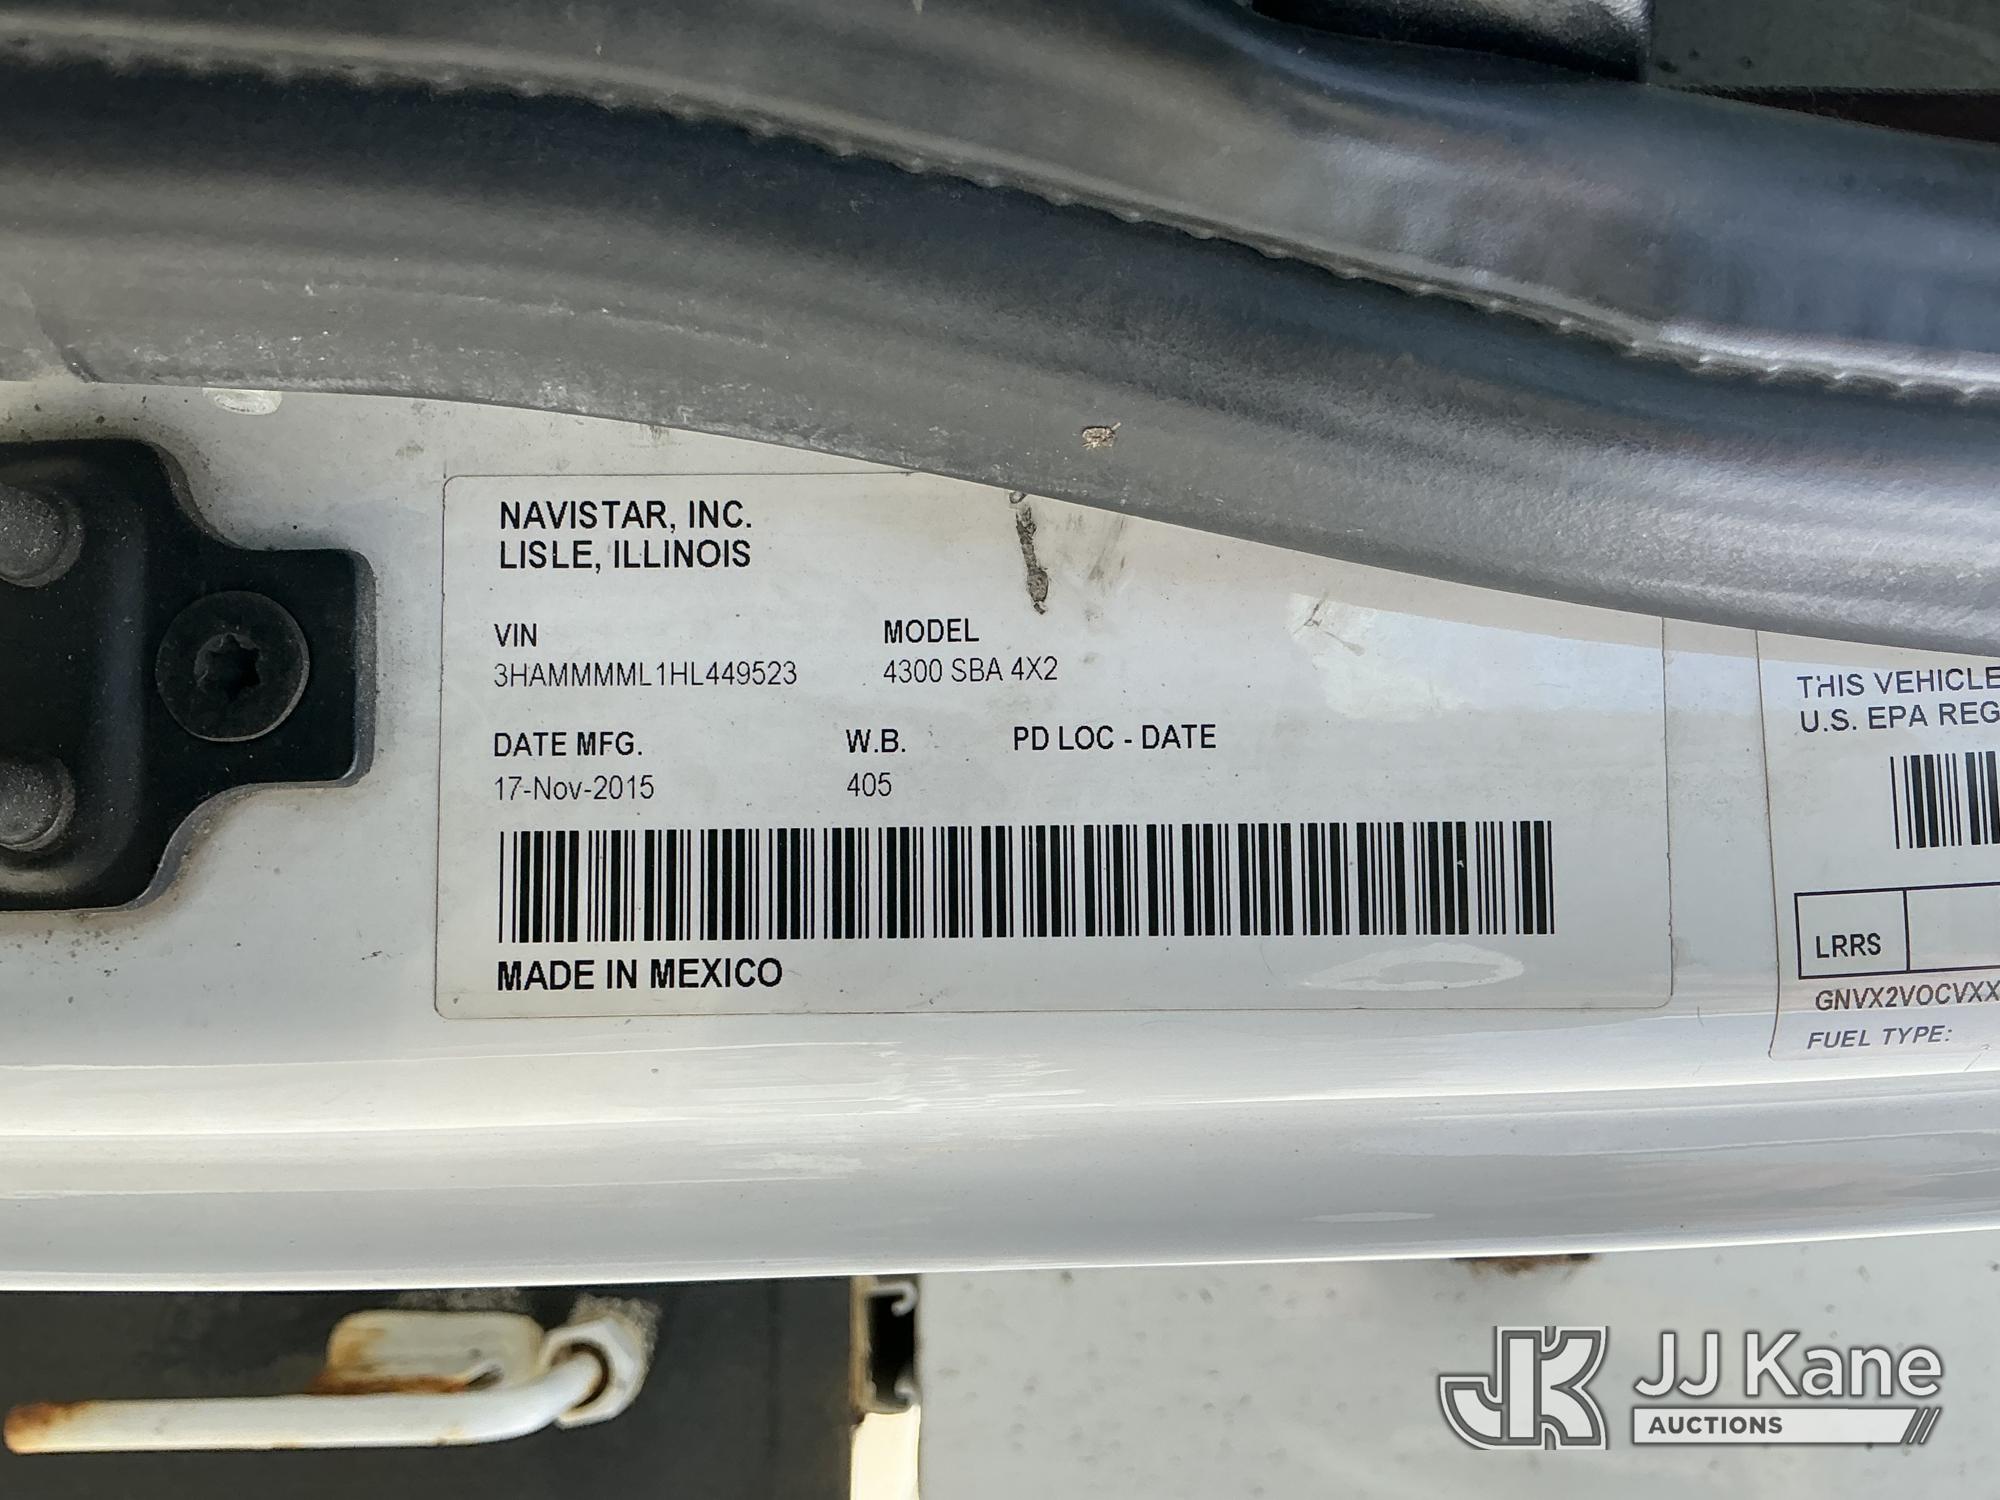 NAVISTAR, INC.
LISLE, ILLINOIS
VIN
3HAMMMML1HL449523
MODEL
4300 SBA 4X2
DATE MFG.
17-Nov-2015
W.B.
405
PD LOC - DATE
MADE IN MEXICO
THIS VEHICLE
U.S. EPA REG
LRRS
GNVX2VOCVXX
FUEL TYPE:
JK JJ Kane
AUCTIONS